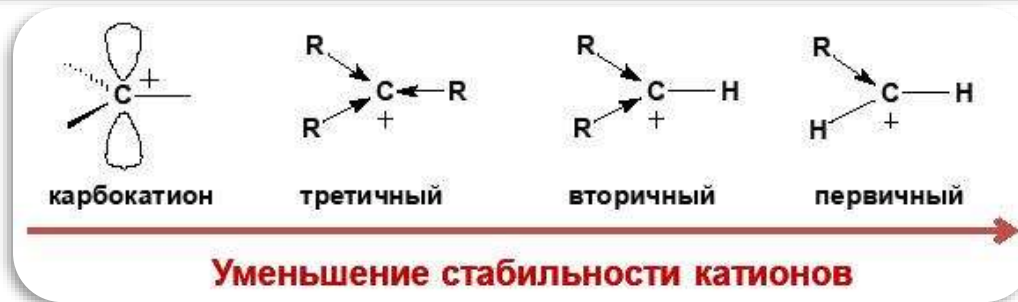 C +
R R R C +
R R C H +
R H C H +
карбокатион третичный вторичный первичный
Уменьшение стабильности катионов